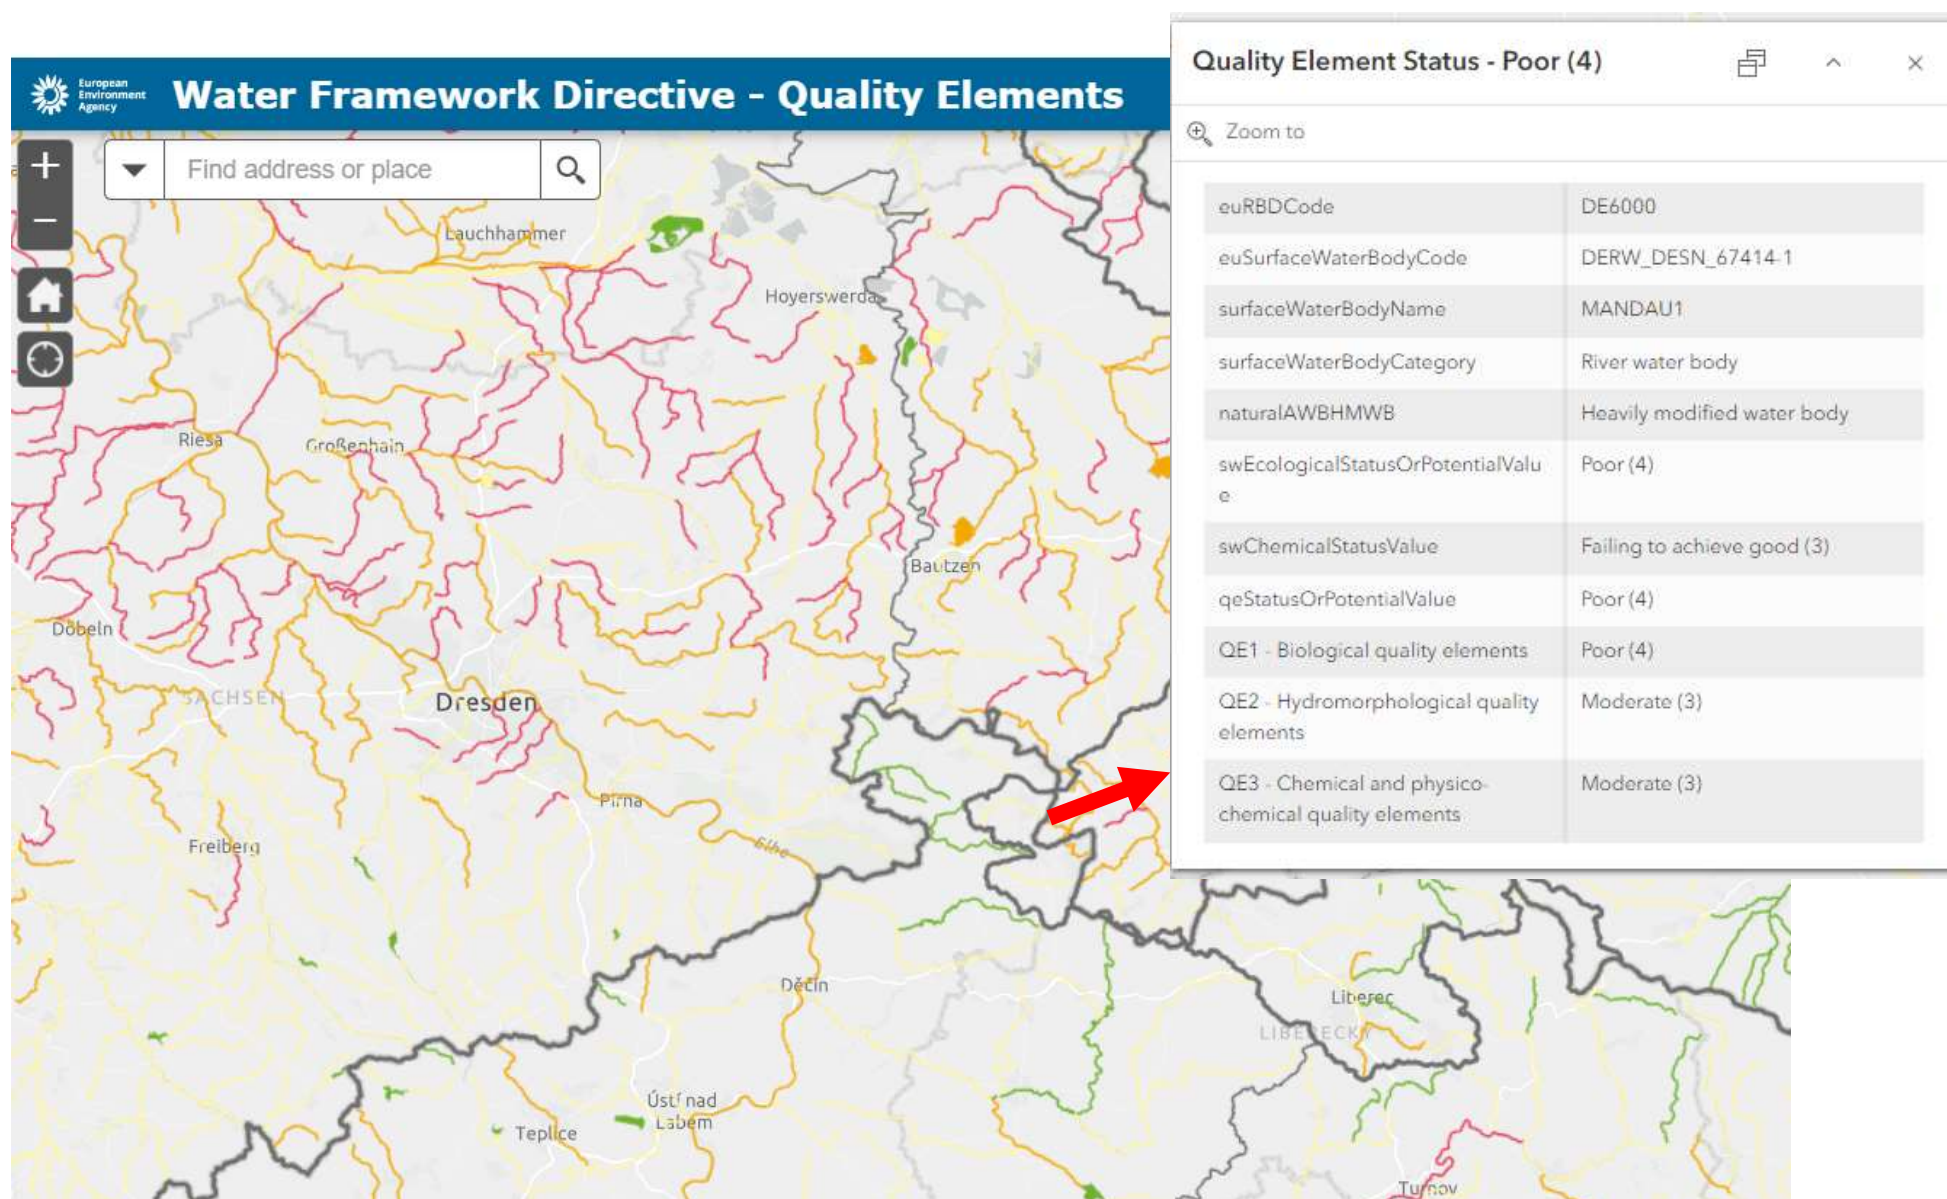 European
Environment
Agency
Water Framework Directive - Quality Elements
Find address or place
Lauchhammer
Hoyerswerda
Riesa
Großenhain
Bautzen
Döbeln
SACHSEN
Dresden
Pirna
Elbe
Freiberg
Děčín
Liberec
LIBERECKÝ
Ústí nad
Labem
Teplice
Turnov
Quality Element Status - Poor (4)
Zoom to
euRBDCode DE6000
euSurfaceWaterBodyCode DERW_DESN_67414-1
surfaceWaterBodyName MANDAU1
surfaceWaterBodyCategory River water body
naturalAWBHMWB Heavily modified water body
swEcologicalStatusOrPotentialValu Poor (4)
e
swChemicalStatusValue Failing to achieve good (3)
qeStatusOrPotentialValue Poor (4)
QE1 - Biological quality elements Poor (4)
QE2 - Hydromorphological quality Moderate (3)
elements
QE3 - Chemical and physico- Moderate (3)
chemical quality elements